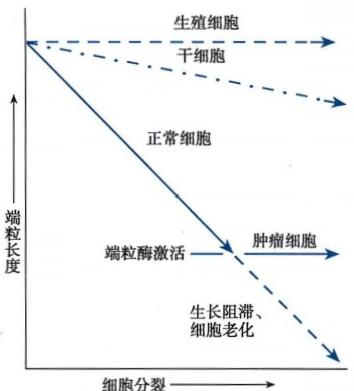 生殖细胞
干细胞
正常细胞
端粒长度
端粒酶激活
肿瘤细胞
生长阻滞、
细胞老化
细胞分裂